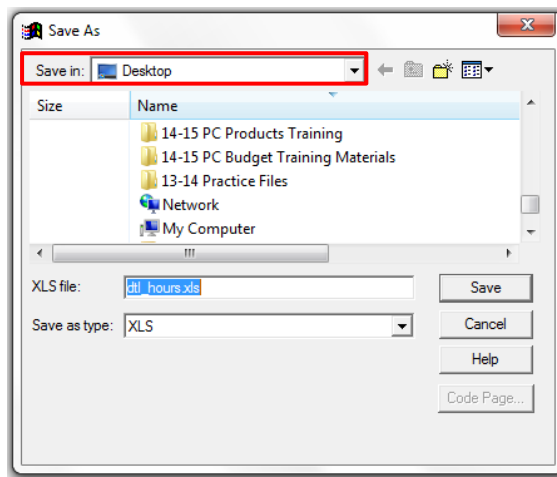 Save As
Save in: Desktop
Size Name
14-15 PC Products Training
14-15 PC Budget Training Materials
13-14 Practice Files
Network
My Computer
XLS file: dtl_hours.xls Save
Save as type: XLS Cancel
Help
Code Page...